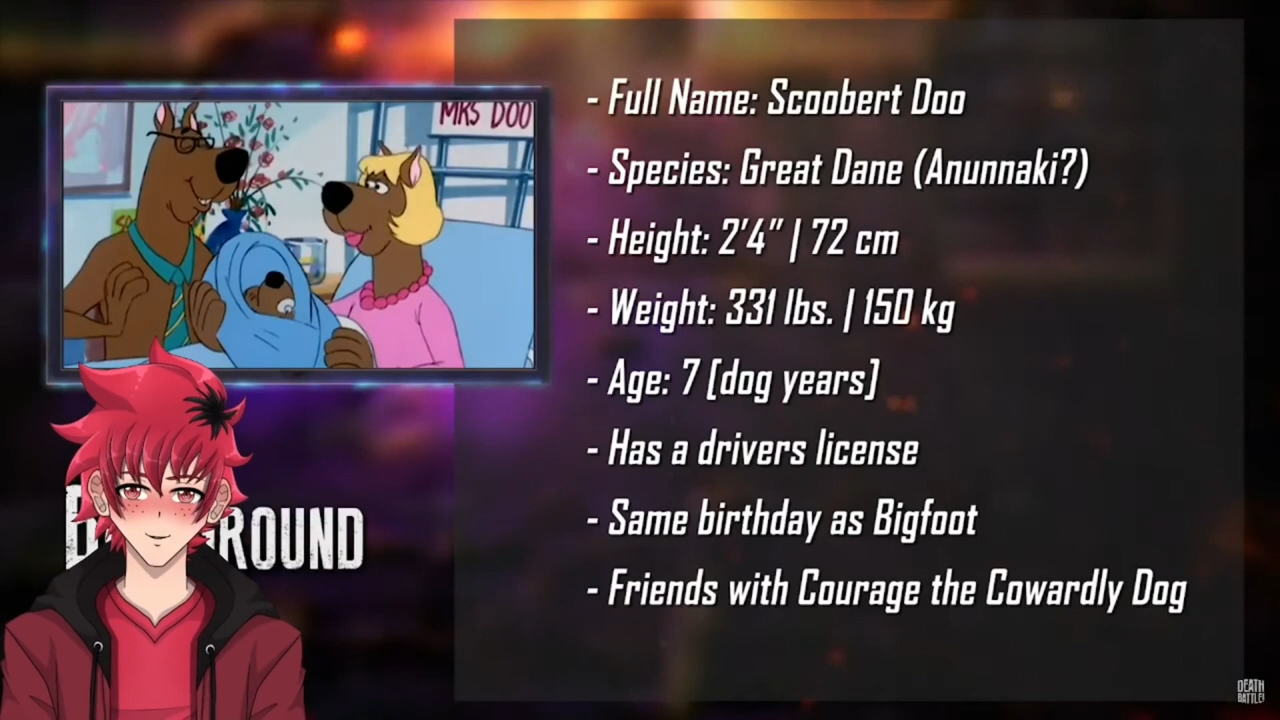 MRS DOO
- Full Name: Scoobert Doo
- Species: Great Dane (Anunnaki?)
- Height: 2'4" | 72 cm
- Weight: 331 lbs. | 150 kg
- Age: 7 [dog years]
- Has a drivers license
- Same birthday as Bigfoot
- Friends with Courage the Cowardly Dog
B ROUND
DEATH
BATTLE!